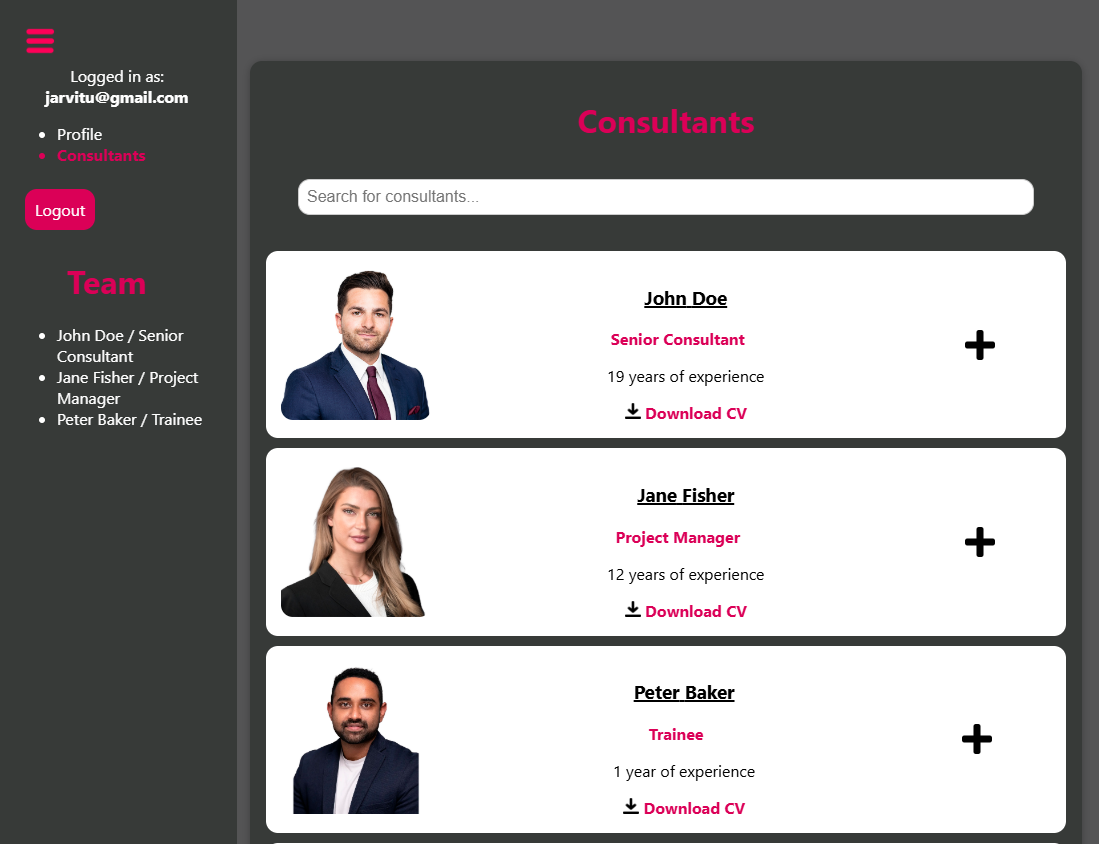 Logged in as:
jarvitu@gmail.com
Profile
Consultants
Logout
Team
John Doe / Senior
Consultant
Jane Fisher / Project
Manager
Peter Baker / Trainee
Consultants
Search for consultants...
John Doe
Senior Consultant
19 years of experience
Download CV
Jane Fisher
Project Manager
12 years of experience
Download CV
Peter Baker
Trainee
1 year of experience
Download CV